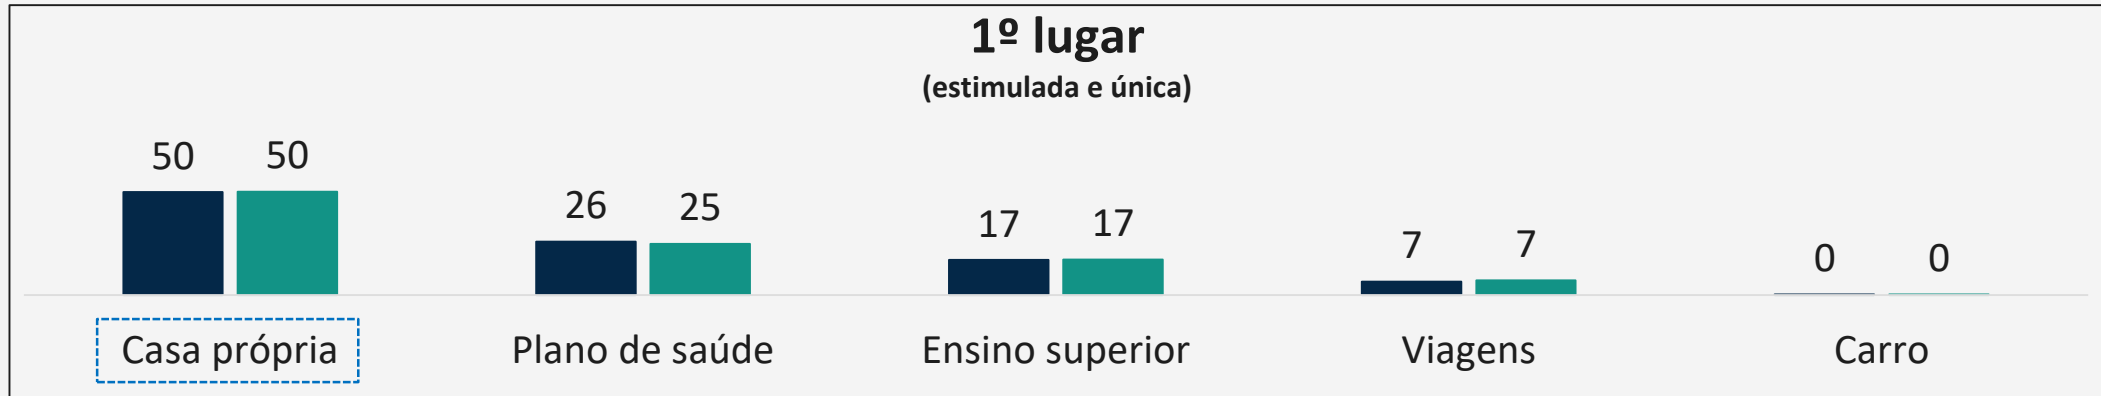 1º lugar
(estimulada e única)
50 50
26 25
17 17
7 7
0 0
Casa própria
Plano de saúde
Ensino superior
Viagens
Carro